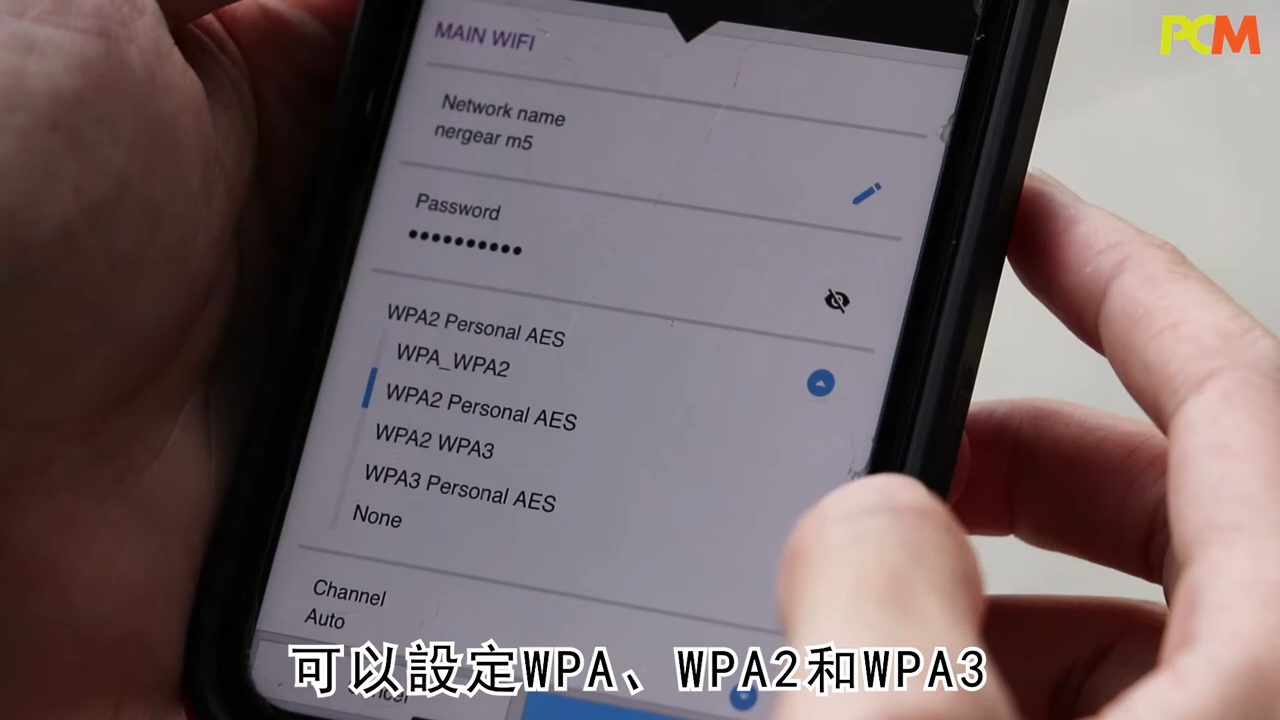 PCM
MAIN WIFI
Network name
nergear m5
Password
WPA2 Personal AES
WPA_WPA2
WPA2 Personal AES
WPA2 WPA3
WPA3 Personal AES
None
Channel
Auto
可以設定WPA、WPA2和WPA3